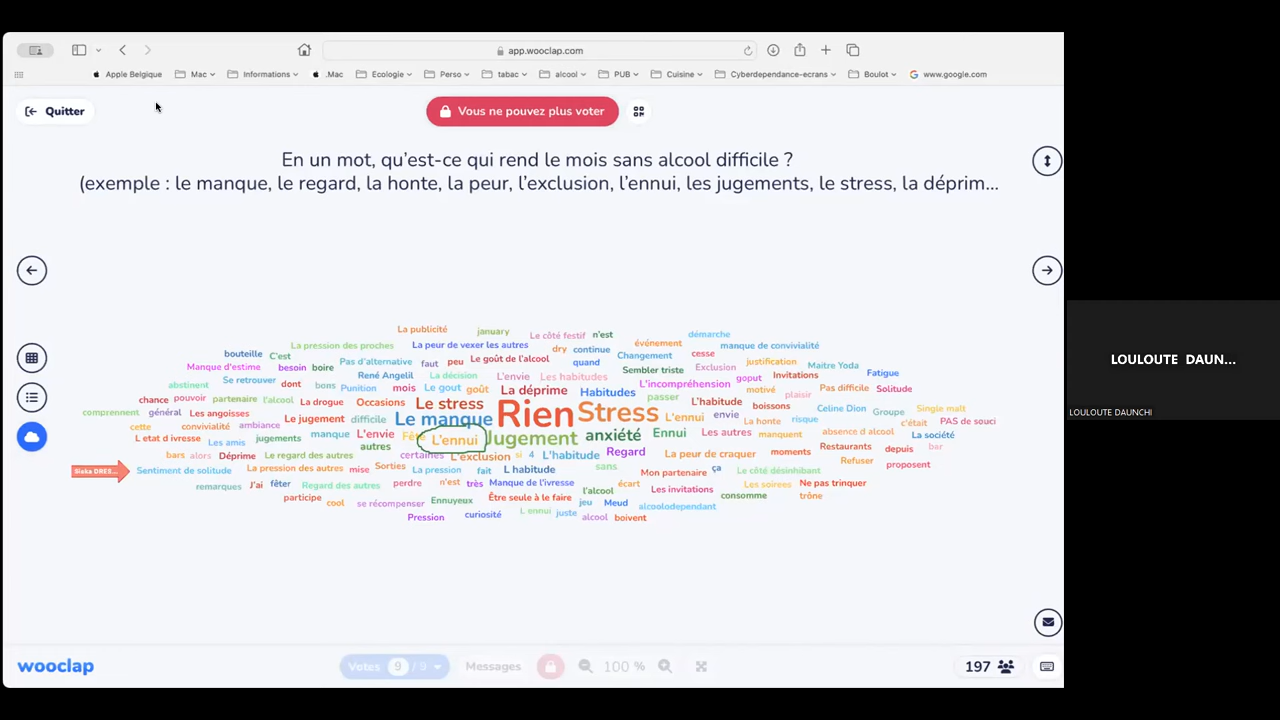 app.wooclap.com
Apple Belgique Mac Informations .Mac Ecologie Perso tabac alcool PUB Cuisine Cyberdependance-ecrans Boulot www.google.com
Quitter
Vous ne pouvez plus voter
En un mot, qu'est-ce qui rend le mois sans alcool difficile ?
(exemple : le manque, le regard, la honte, la peur, l'exclusion, l'ennui, les jugements, le stress, la déprim...
La publicité january Le côté festif n'est démarche
La pression des proches La peur de vexer les autres événement manque de convivialité
bouteille C'est dry continue Changement cesse
Manque d'estime besoin boire Pas d'alternative faut peu Le goût de l'alcool quand Sembler triste Exclusion justification Maitre Yoda
abstinent Se retrouver dont bons René Angelil La décision L'envie Les habitudes L'incompréhension goput Invitations Fatigue
chance pouvoir partenaire l'alcool Punition mois Le gout goût La déprime Habitudes passer motivé plaisir Pas difficile Solitude
comprennent général Les angoisses La drogue Occasions Le stress Rien Stress L'habitude boissons Celine Dion Groupe Single malt
cette convivialité ambiance Le jugement difficile Le manque L'ennui envie La honte risque c'était PAS de souci
L etat d ivresse Les amis jugements manque L'envie Fête L'ennui Jugement anxiété Ennui Les autres manquent absence d alcool La société
bars alors Déprime Le regard des autres autres certaines L'exclusion si 4 L'habitude Regard La peur de craquer moments Restaurants depuis bar
Sentiment de solitude La pression des autres mise Sorties La pression fait L habitude sans Mon partenaire ça Le côté désinhibant Refuser proposent
remarques J'ai fêter Regard des autres perdre n'est très Manque de l'ivresse l'alcool écart Les invitations Les soirees Ne pas trinquer
participe cool se récompenser Ennuyeux Être seule à le faire jeu Meud alcoolodependant consomme trône
Pression curiosité L ennui juste alcool boivent
wooclap
Votes 9 / 9 Messages 100 % 197
LOULOUTE DAUN...
LOULOUTE DAUNCHI